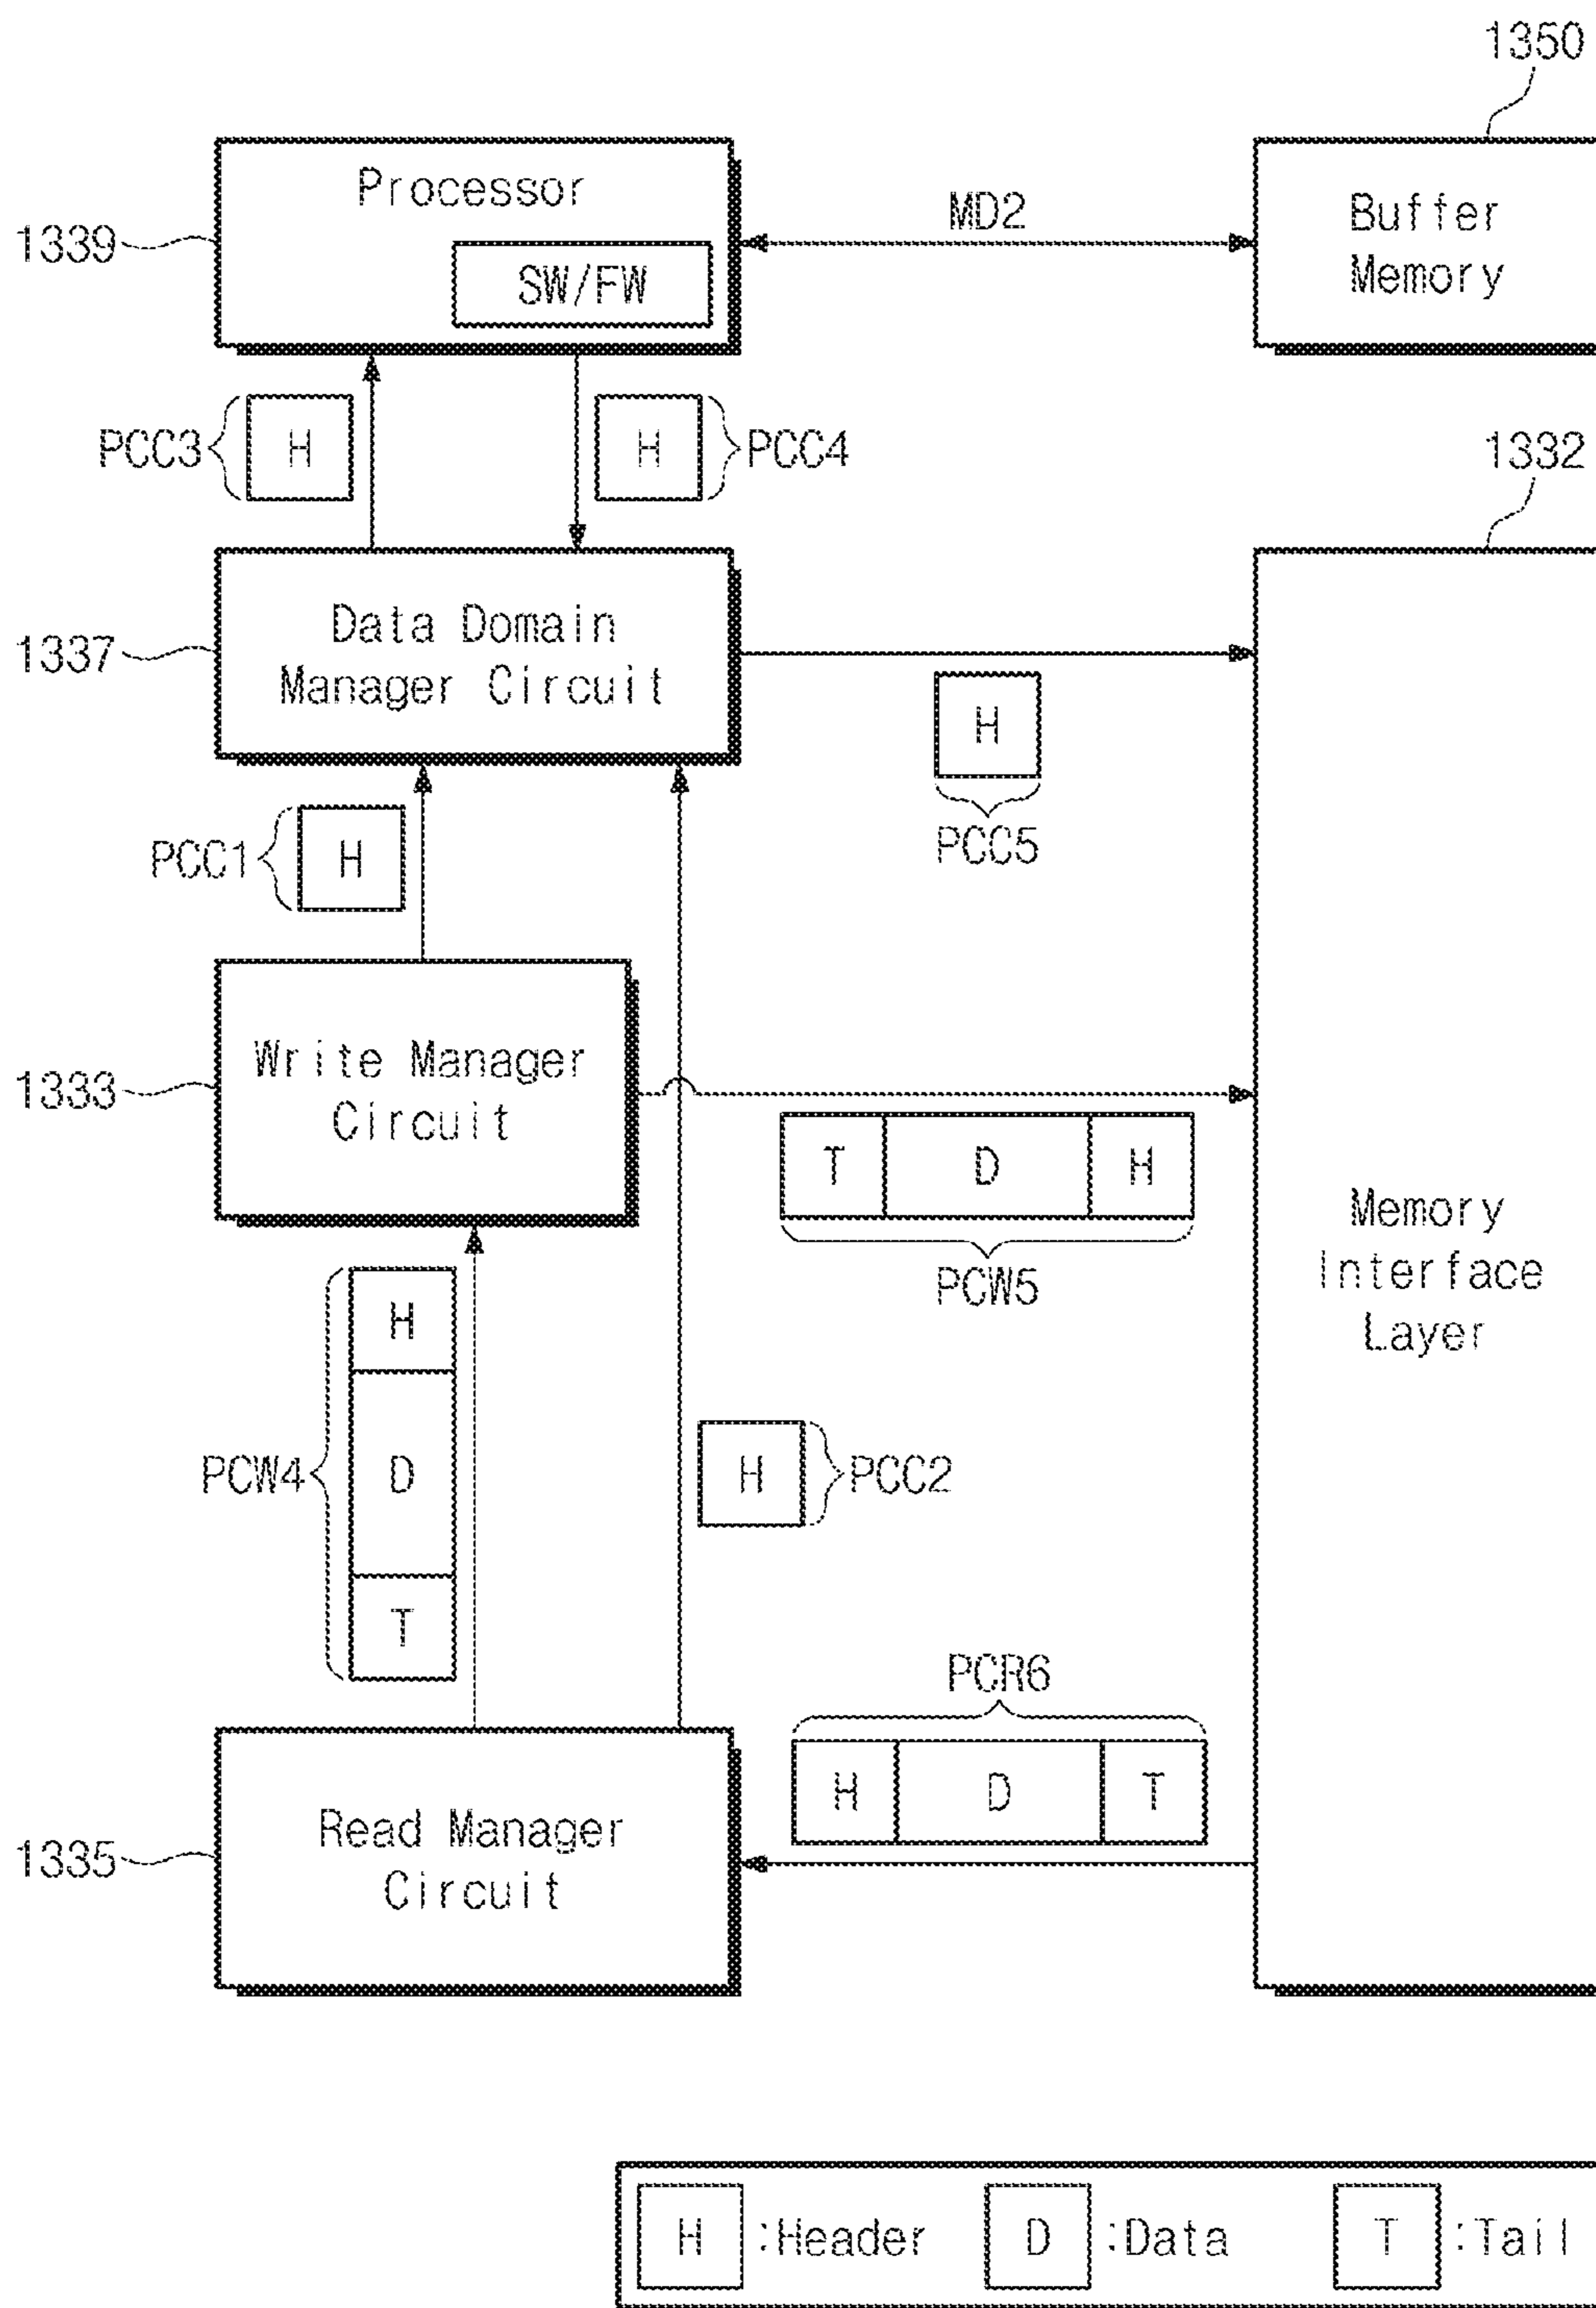 1350
Processor
SW/FW
1339
MD2
Buffer
Memory
PCC3
H
H
PCC4
1332
1337
Data Domain
Manager Circuit
H
PCC5
PCC1
H
1333
Write Manager
Circuit
T D H
PCW5
Memory
Interface
Layer
PCW4
H
D
T
H
PCC2
PCR6
H D T
1335
Read Manager
Circuit
H :Header D :Data T :Tail